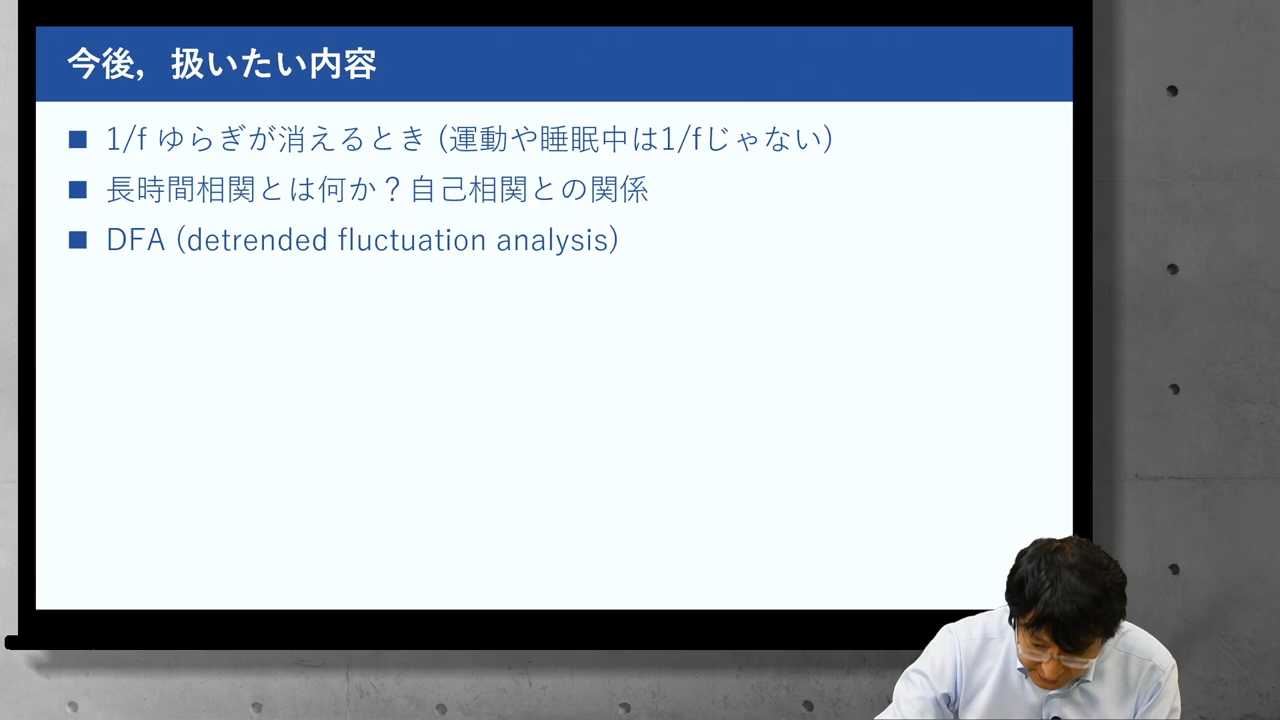 今後，扱いたい内容
■ 1/f ゆらぎが消えるとき (運動や睡眠中は1/fじゃない)
■ 長時間相関とは何か？自己相関との関係
■ DFA (detrended fluctuation analysis)